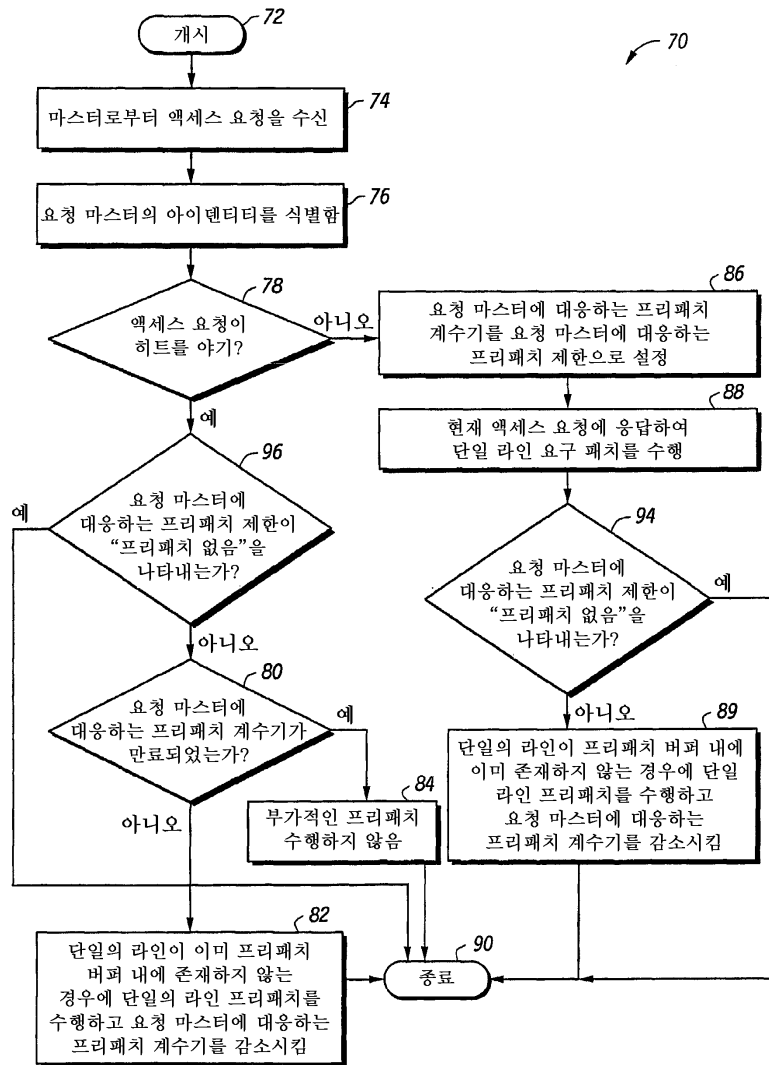 72
개시
70
74
마스터로부터 액세스 요청을 수신
76
요청 마스터의 아이덴티티를 식별함
78
액세스 요청이
히트를 야기?
아니오
예
86
요청 마스터에 대응하는 프리패치
계수기를 요청 마스터에 대응하는
프리패치 제한으로 설정
88
현재 액세스 요청에 응답하여
단일 라인 요구 패치를 수행
96
요청 마스터에
대응하는 프리패치 제한이
“프리패치 없음”을
나타내는가?
예
아니오
94
요청 마스터에
대응하는 프리패치 제한이
“프리패치 없음”을
나타내는가?
예
아니오
80
요청 마스터에
대응하는 프리패치 계수기가
만료되었는가?
예
아니오
84
부가적인 프리패치
수행하지 않음
89
단일의 라인이 프리패치 버퍼 내에
이미 존재하지 않는 경우에 단일
라인 프리패치를 수행하고
요청 마스터에 대응하는
프리패치 계수기를 감소시킴
82
단일의 라인이 이미 프리패치
버퍼 내에 존재하지 않는
경우에 단일의 라인 프리패치를
수행하고 요청 마스터에 대응하는
프리패치 계수기를 감소시킴
90
종료